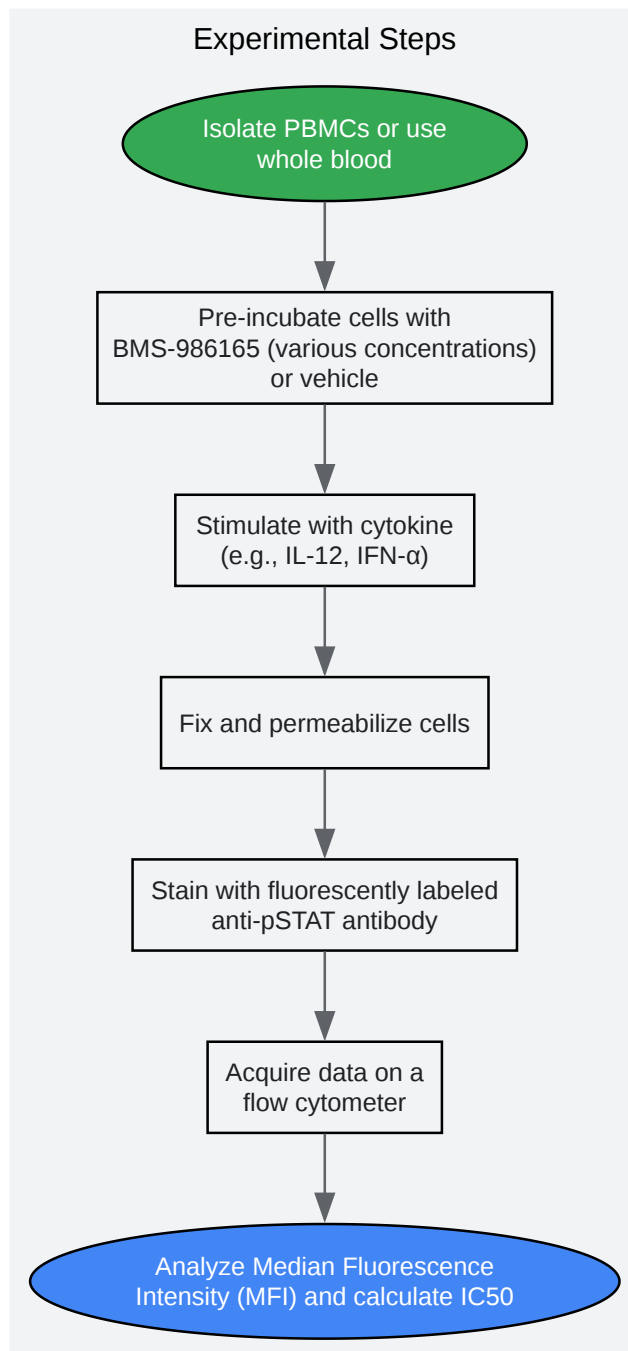 Experimental Steps
Isolate PBMCs or use
whole blood
Pre-incubate cells with
BMS-986165 (various concentrations)
or vehicle
Stimulate with cytokine
(e.g., IL-12, IFN-α)
Fix and permeabilize cells
Stain with fluorescently labeled
anti-pSTAT antibody
Acquire data on a
flow cytometer
Analyze Median Fluorescence
Intensity (MFI) and calculate IC50